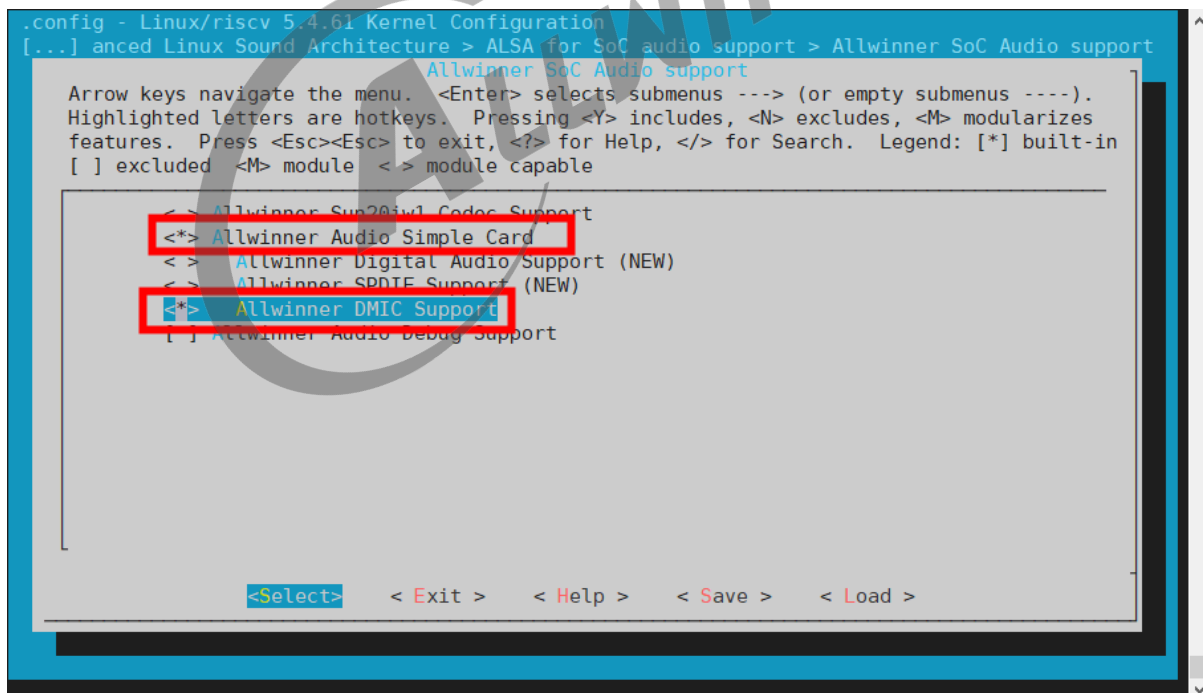 .config - Linux/riscv 5.4.61 Kernel Configuration
[...] anced Linux Sound Architecture > ALSA for SoC audio support > Allwinner SoC Audio support
Allwinner SoC Audio support
Arrow keys navigate the menu.  <Enter> selects submenus ---> (or empty submenus ----).
Highlighted letters are hotkeys.  Pressing <Y> includes, <N> excludes, <M> modularizes
features.  Press <Esc><Esc> to exit, <?> for Help, </> for Search.  Legend: [*] built-in
[ ] excluded  <M> module  < > module capable
< > Allwinner Sun20iw1 Codec Support
<*> Allwinner Audio Simple Card
< >   Allwinner Digital Audio Support (NEW)
< >   Allwinner SPDIF Support (NEW)
<*>   Allwinner DMIC Support
[ ] Allwinner Audio Debug Support
<Select>    < Exit >    < Help >    < Save >    < Load >